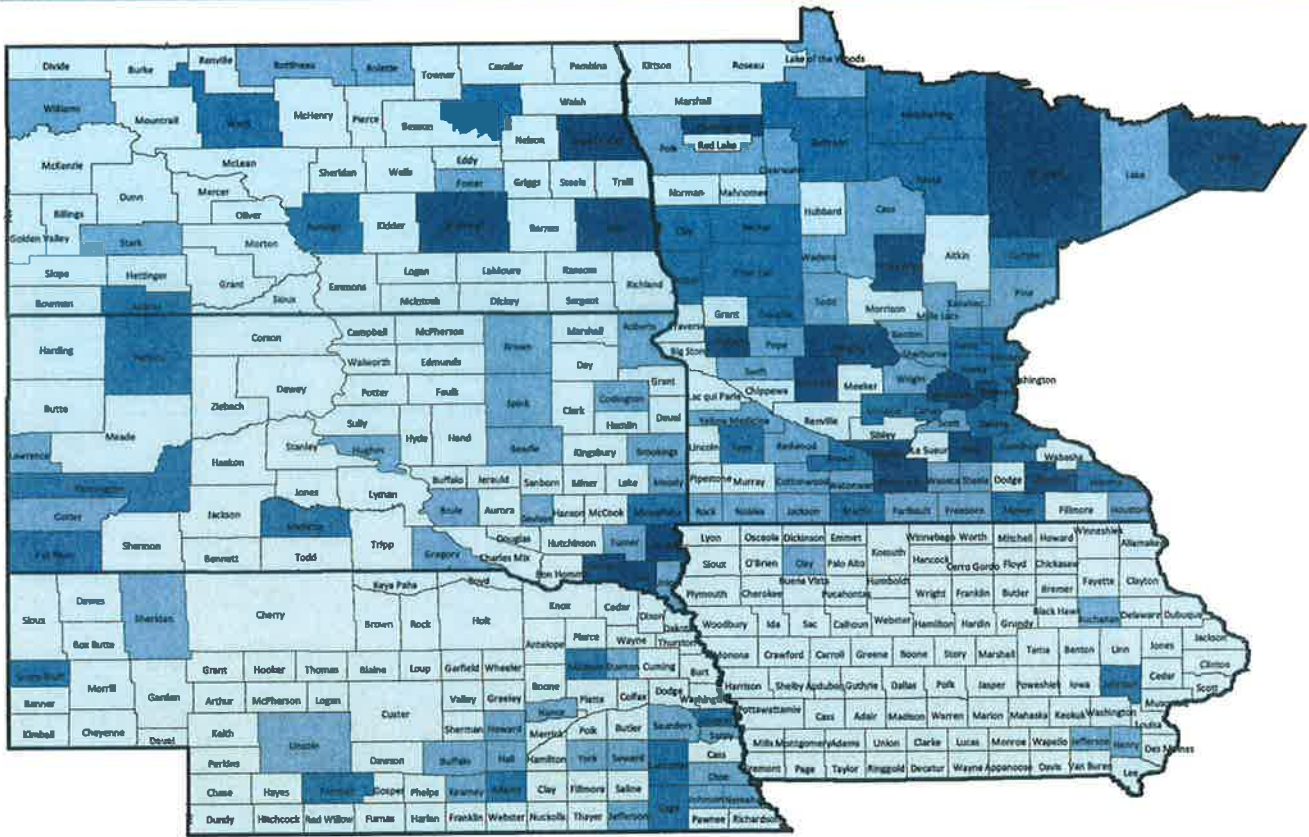 Divide Burke Renville Bottineau Rolette Towner Cavalier Pembina Kittson Roseau Lake of the Woods
Williams Mountrail Ward McHenry Pierce Benson Walsh Marshall
McKenzie McLean Sheridan Wells Eddy Nelson Polk Red Lake Beltrami Lake
Dunn Mercer Foster Griggs Steele Traill Norman Mahnomen Clearwater
Billings Oliver Kidder Barnes Clay Becker Hubbard Cass
Golden Valley Stark Morton Wadena Aitkin
Slope Hettinger Grant Sioux Emmons Logan LaMoure Ransom Richland Otter Tail Todd Morrison Pine
Bowman Adams McIntosh Dickey Sargent Grant Douglas Mille Lacs Kanabec
Harding Perkins Corson Campbell McPherson Brown Marshall Roberts Traverse Pope Benton
Walworth Edmunds Day Big Stone Swift Sherburne
Butte Ziebach Dewey Potter Faulk Spink Clark Codington Grant Lac qui Parle Chippewa Meeker Wright
Meade Sully Hyde Hand Hamlin Deuel Yellow Medicine Renville Carver Scott
Lawrence Haakon Stanley Hughes Beadle Kingsbury Brookings Lincoln Lyon Redwood Sibley Le Sueur Wabasha
Pennington Jones Lyman Buffalo Jerauld Sanborn Miner Lake Moody Pipestone Murray Cottonwood Watonwan Waseca Steele Dodge
Custer Jackson Mellette Brule Aurora Davison Hanson McCook Minnehaha Rock Nobles Jackson Martin Faribault Freeborn Mower Fillmore Houston
Fall River Shannon Bennett Todd Tripp Gregory Douglas Charles Mix Hutchinson Turner Bon Homme
Lyon Osceola Dickinson Emmet Kossuth Winnebago Worth Mitchell Howard Winneshiek Allamakee
Sioux O'Brien Clay Palo Alto Hancock Cerro Gordo Floyd Chickasaw
Plymouth Cherokee Buena Vista Pocahontas Humboldt Wright Franklin Butler Bremer Fayette Clayton
Woodbury Ida Sac Calhoun Webster Hamilton Hardin Grundy Black Hawk Buchanan Delaware Dubuque
Monona Crawford Carroll Greene Boone Story Marshall Tama Benton Linn Jones Jackson
Harrison Shelby Audubon Guthrie Dallas Polk Jasper Poweshiek Iowa Johnson Cedar Clinton Scott
Pottawattamie Cass Adair Madison Warren Marion Mahaska Keokuk Washington Louisa
Mills Montgomery Adams Union Clarke Lucas Monroe Wapello Jefferson Henry Des Moines
Fremont Page Taylor Ringgold Decatur Wayne Appanoose Davis Van Buren Lee
Sioux Dawes Sheridan Cherry Keya Paha Boyd Knox Cedar Dixon
Box Butte Brown Rock Holt Antelope Pierce Wayne Thurston
Scotts Bluff Morrill Garden Grant Hooker Thomas Blaine Loup Garfield Wheeler Boone Madison Stanton Cuming Burt
Banner Arthur McPherson Logan Custer Valley Greeley Nance Platte Colfax Dodge Washington
Kimball Cheyenne Deuel Keith Lincoln Sherman Howard Merrick Polk Butler Saunders Sarpy
Perkins Dawson Buffalo Hall Hamilton York Seward Cass
Chase Hayes Gosper Phelps Kearney Adams Clay Fillmore Saline Otoe
Dundy Hitchcock Red Willow Furnas Harlan Franklin Webster Nuckolls Thayer Jefferson Gage Pawnee Richardson